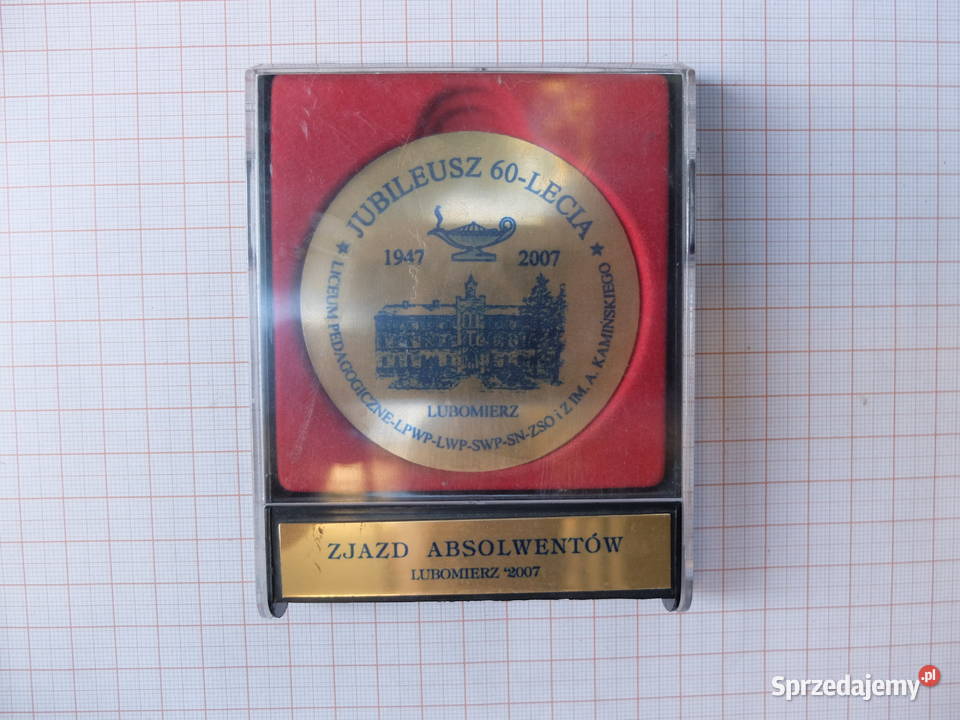 ★ JUBILEUSZ 60-LECIA ★
1947 2007
LUBOMIERZ
LICEUM PEDAGOGICZNE-LPWP-LWP-SWP-SN-ZSO i Z IM. A. KAMIŃSKIEGO
ZJAZD ABSOLWENTÓW
LUBOMIERZ '2007
Sprzedajemy.pl